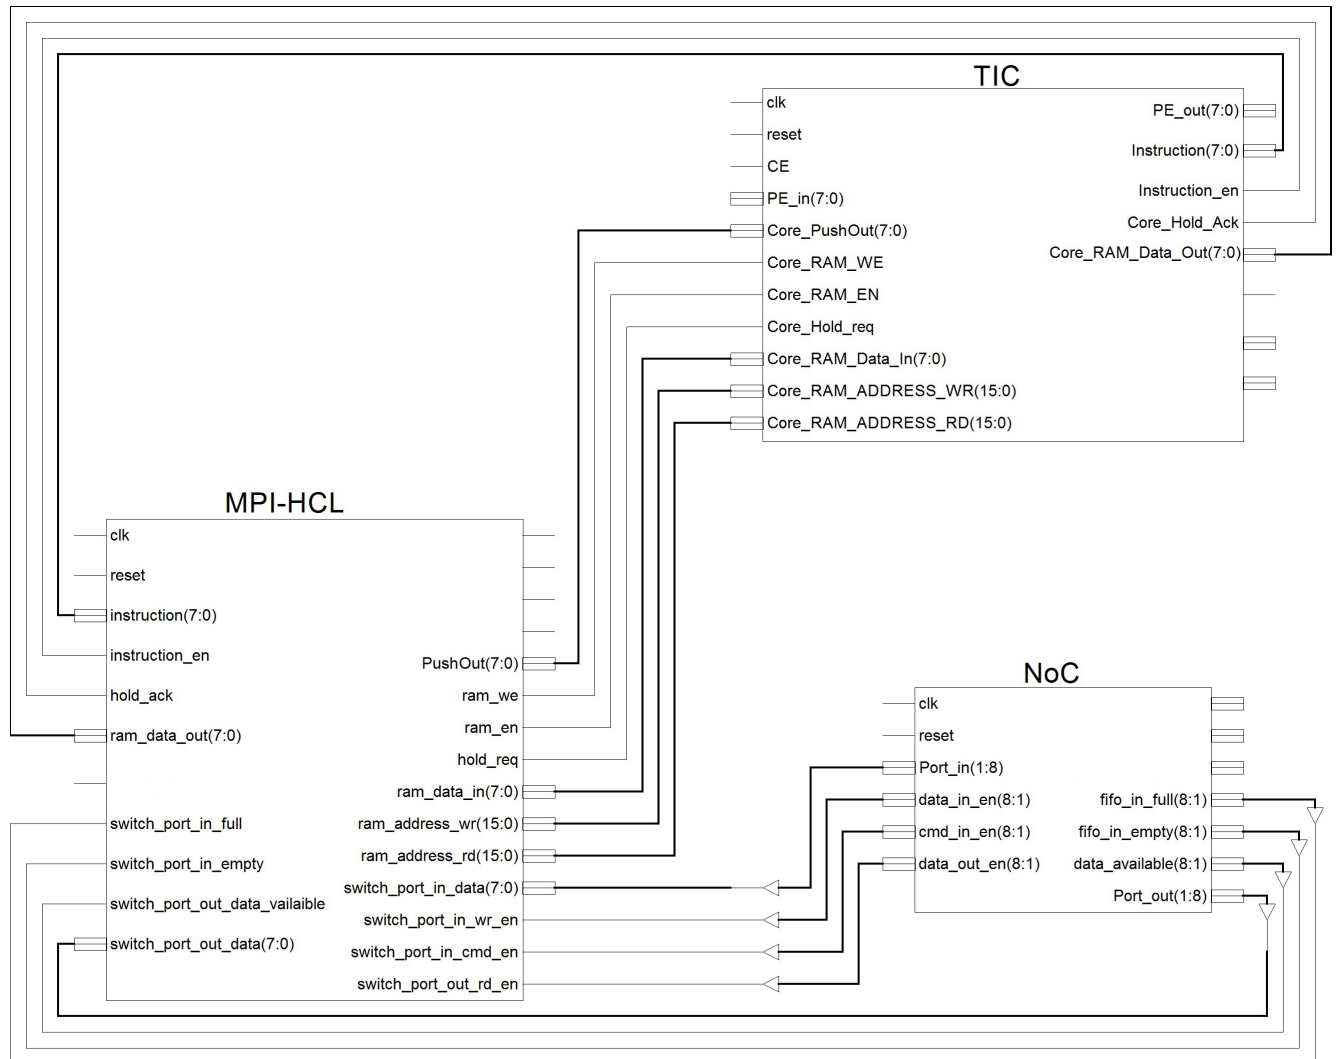 TIC
clk
reset
CE
PE_in(7:0)
Core_PushOut(7:0)
Core_RAM_WE
Core_RAM_EN
Core_Hold_req
Core_RAM_Data_In(7:0)
Core_RAM_ADDRESS_WR(15:0)
Core_RAM_ADDRESS_RD(15:0)
PE_out(7:0)
Instruction(7:0)
Instruction_en
Core_Hold_Ack
Core_RAM_Data_Out(7:0)
MPI-HCL
clk
reset
instruction(7:0)
instruction_en
hold_ack
ram_data_out(7:0)
switch_port_in_full
switch_port_in_empty
switch_port_out_data_vailaible
switch_port_out_data(7:0)
PushOut(7:0)
ram_we
ram_en
hold_req
ram_data_in(7:0)
ram_address_wr(15:0)
ram_address_rd(15:0)
switch_port_in_data(7:0)
switch_port_in_wr_en
switch_port_in_cmd_en
switch_port_out_rd_en
NoC
clk
reset
Port_in(1:8)
data_in_en(8:1)
cmd_in_en(8:1)
data_out_en(8:1)
fifo_in_full(8:1)
fifo_in_empty(8:1)
data_available(8:1)
Port_out(1:8)